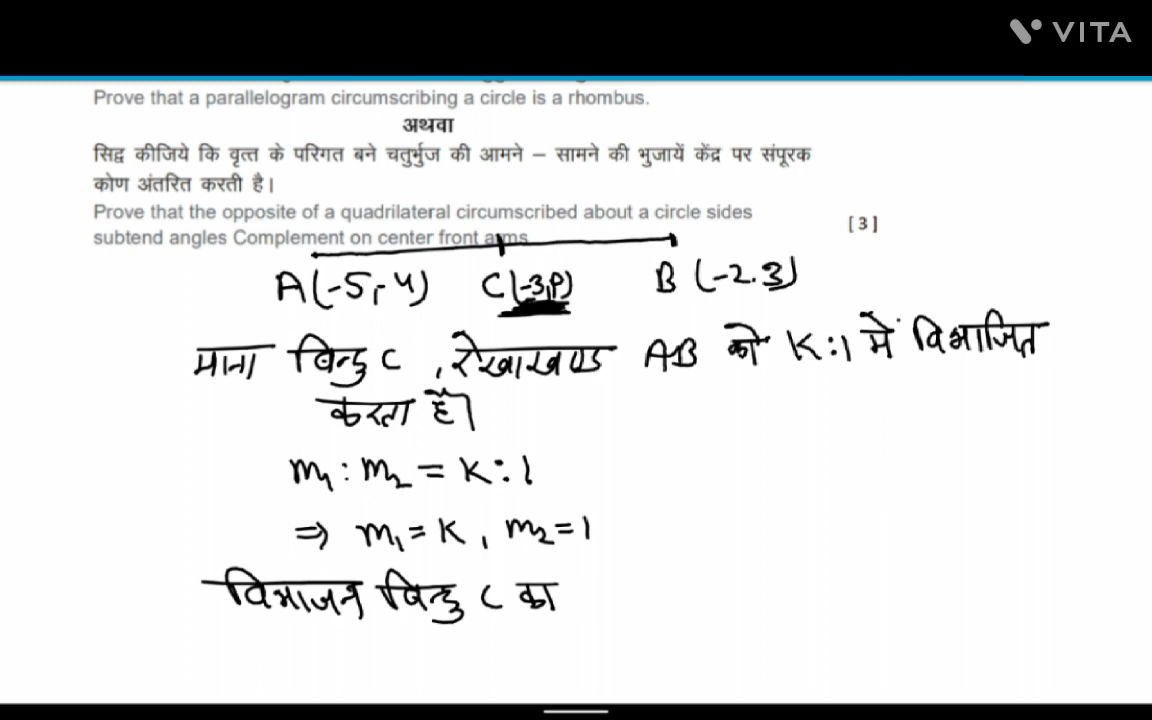 VITA
Prove that a parallelogram circumscribing a circle is a rhombus.
अथवा
सिद्व कीजिये कि वृत्त के परिगत बने चतुर्भुज की आमने – सामने की भुजायें केंद्र पर संपूरक
कोण अंतरित करती है।
Prove that the opposite of a quadrilateral circumscribed about a circle sides
[3]
subtend angles Complement on center front arms
A(-5,-4) C(-3,P) B(-2.3)
माना बिन्दु C , रेखाखण्ड AB को K:1 में विभाजित
करता है।
m₁ : m₂ = K : 1
⇒ m₁ = K , m₂ = 1
विभाजन बिन्दु C का